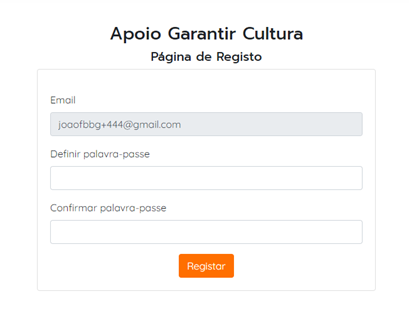 Apoio Garantir Cultura
Página de Registo
Email
joaofbbg+444@gmail.com
Definir palavra-passe
Confirmar palavra-passe
Registar